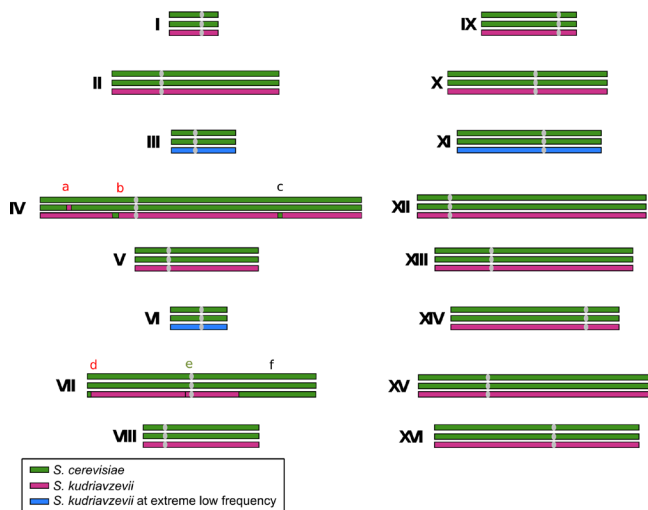 I
IX
II
X
III
XI
a
b
c
IV
XII
V
XIII
VI
XIV
d
e
f
VII
XV
VIII
XVI
S. cerevisiae
S. kudriavzevii
S. kudriavzevii at extreme low frequency